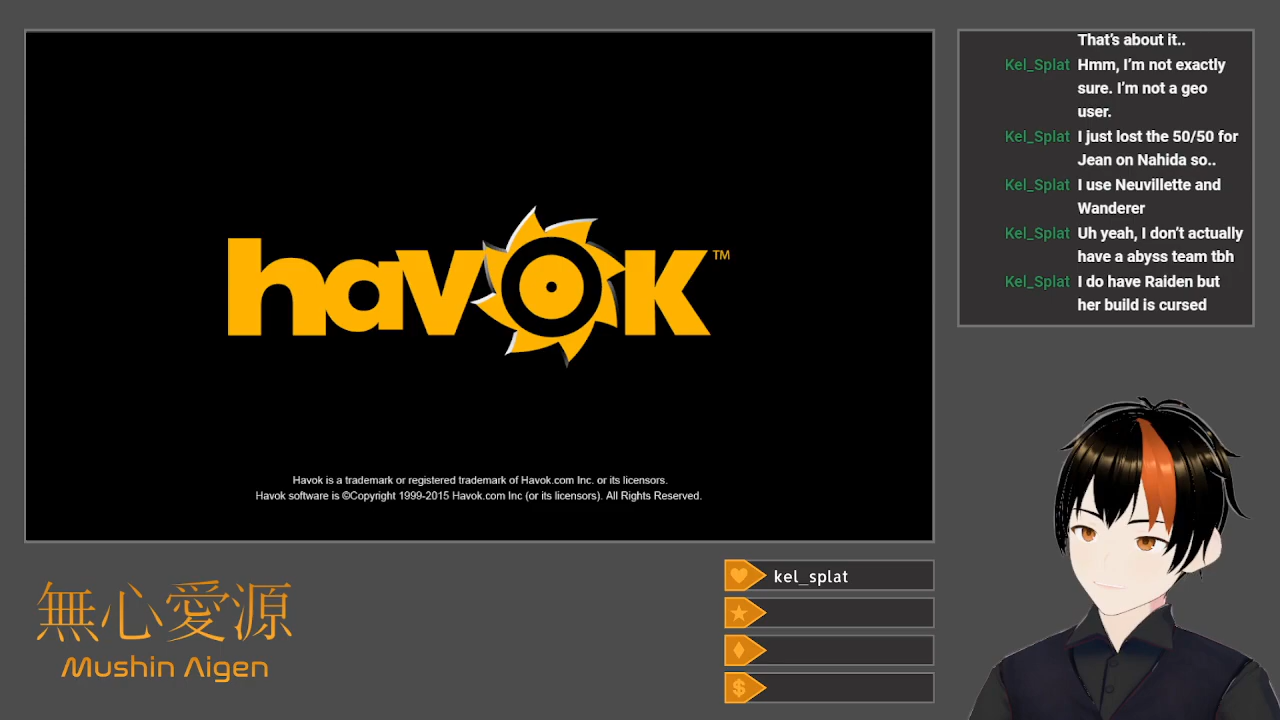 havok™
Havok is a trademark or registered trademark of Havok.com Inc. or its licensors.
Havok software is ©Copyright 1999-2015 Havok.com Inc (or its licensors). All Rights Reserved.
That’s about it..
Kel_Splat Hmm, I’m not exactly
sure. I’m not a geo
user.
Kel_Splat I just lost the 50/50 for
Jean on Nahida so..
Kel_Splat I use Neuvillette and
Wanderer
Kel_Splat Uh yeah, I don’t actually
have a abyss team tbh
Kel_Splat I do have Raiden but
her build is cursed
無心愛源
Mushin Aigen
kel_splat
$